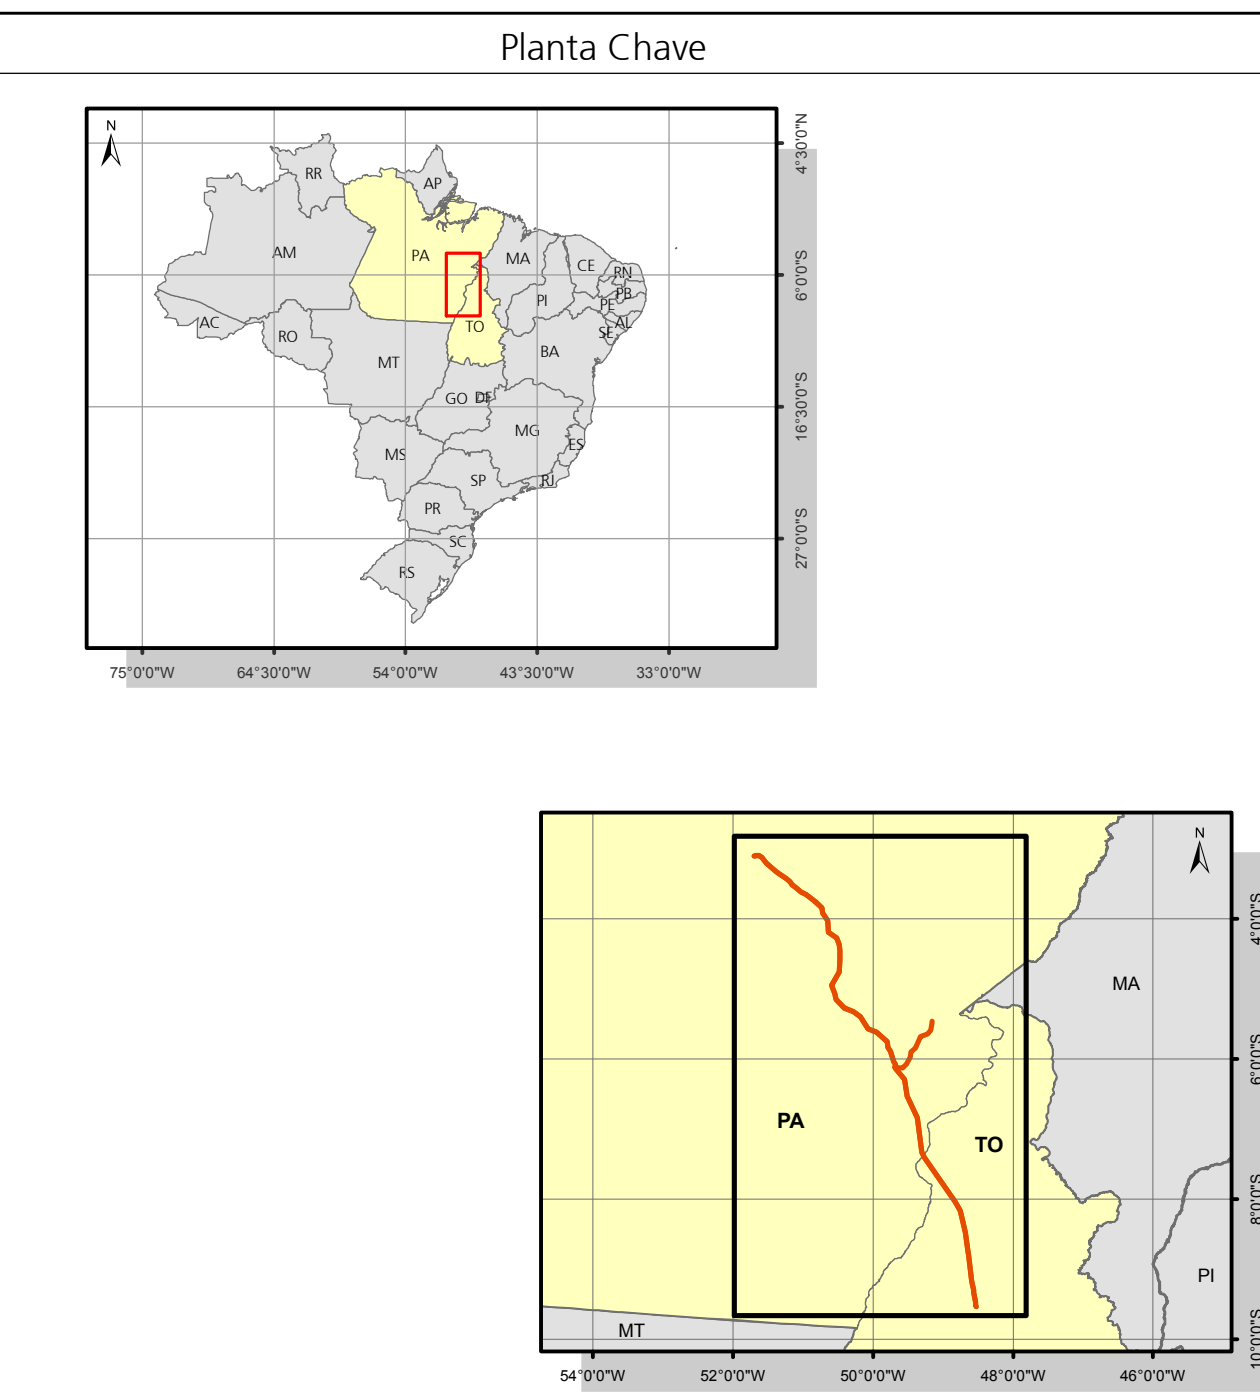 Planta Chave
N
4°30'0"N
RR
AP
AM
PA
MA
CE
RN
6°0'0"S
PI
PB
PE
AC
AL
TO
SE
RO
BA
MT
GO
DF
16°30'0"S
MG
ES
MS
SP
RJ
PR
27°0'0"S
SC
RS
75°0'0"W
64°30'0"W
54°0'0"W
43°30'0"W
33°0'0"W
N
4°0'0"S
MA
6°0'0"S
PA
TO
8°0'0"S
PI
MT
10°0'0"S
54°0'0"W
52°0'0"W
50°0'0"W
48°0'0"W
46°0'0"W